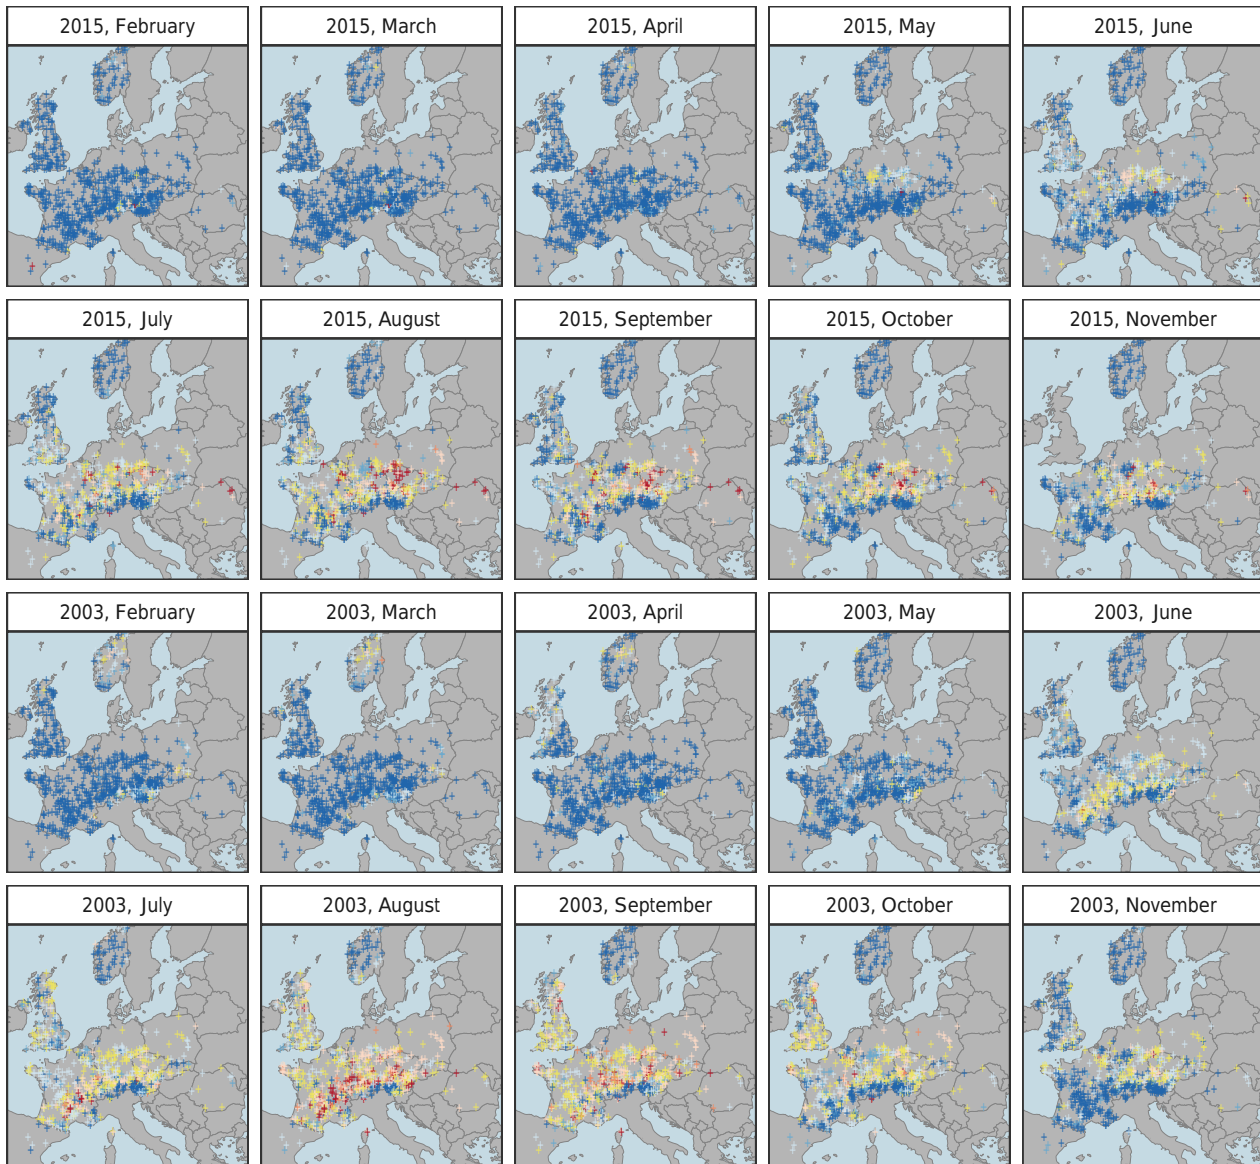 2015, February
2015, March
2015, April
2015, May
2015, June
2015, July
2015, August
2015, September
2015, October
2015, November
2003, February
2003, March
2003, April
2003, May
2003, June
2003, July
2003, August
2003, September
2003, October
2003, November